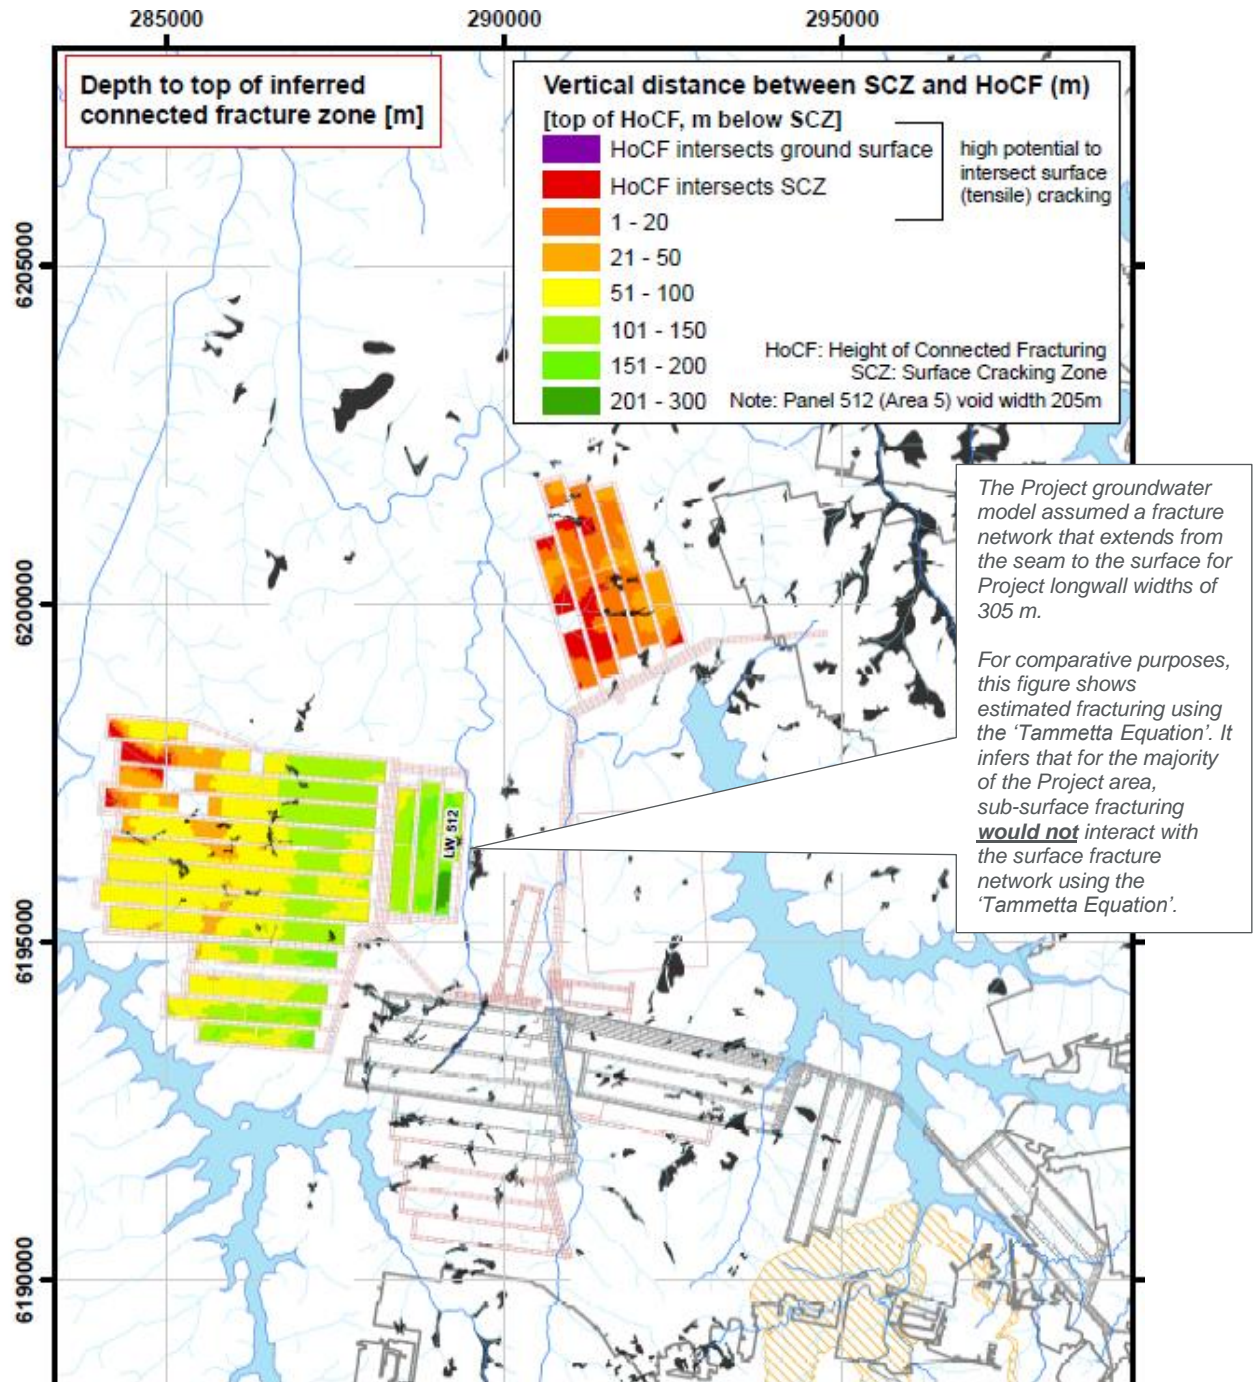 285000
290000
295000
Depth to top of inferred
connected fracture zone [m]
Vertical distance between SCZ and HoCF (m)
[top of HoCF, m below SCZ]
HoCF intersects ground surface
HoCF intersects SCZ
1 - 20
21 - 50
51 - 100
101 - 150
151 - 200
201 - 300
high potential to
intersect surface
(tensile) cracking
HoCF: Height of Connected Fracturing
SCZ: Surface Cracking Zone
Note: Panel 512 (Area 5) void width 205m
6205000
6200000
6195000
6190000
LW_512
The Project groundwater
model assumed a fracture
network that extends from
the seam to the surface for
Project longwall widths of
305 m.
For comparative purposes,
this figure shows
estimated fracturing using
the ‘Tammetta Equation’. It
infers that for the majority
of the Project area,
sub-surface fracturing
would not interact with
the surface fracture
network using the
‘Tammetta Equation’.